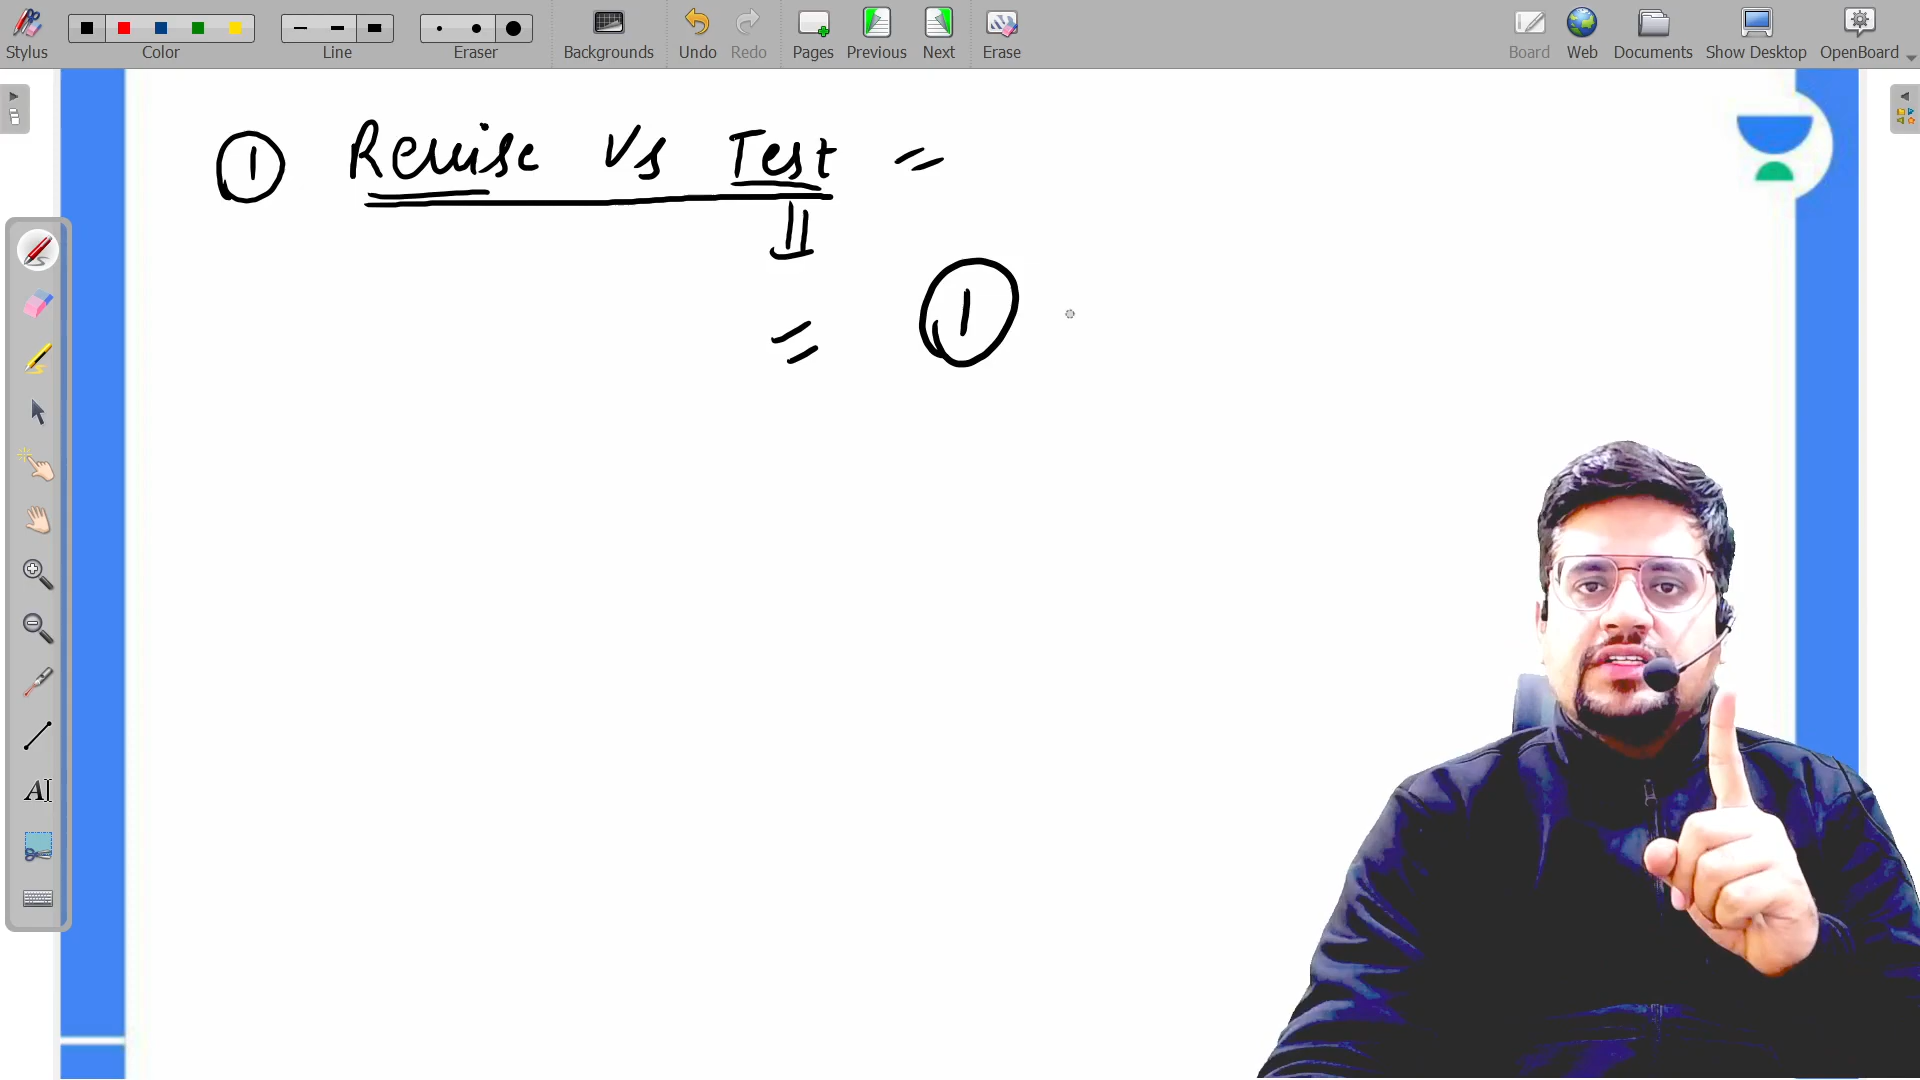 Stylus Color Line Eraser Backgrounds Undo Redo Pages Previous Next Erase Board Web Documents Show Desktop OpenBoard
① Revise Vs Test =
=
①